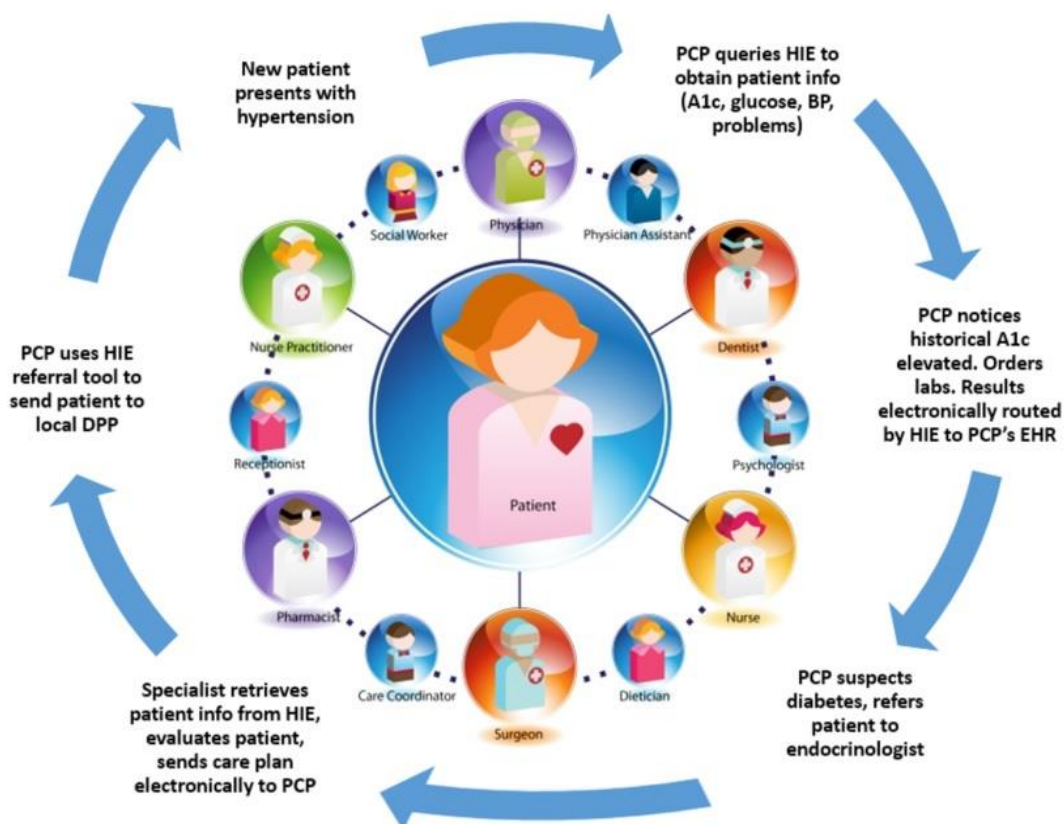 New patient
presents with
hypertension
PCP queries HIE to
obtain patient info
(A1c, glucose, BP,
problems)
PCP notices
historical A1c
elevated. Orders
labs. Results
electronically routed
by HIE to PCP's EHR
PCP suspects
diabetes, refers
patient to
endocrinologist
Specialist retrieves
patient info from HIE,
evaluates patient,
sends care plan
electronically to PCP
PCP uses HIE
referral tool to
send patient to
local DPP
Physician
Physician Assistant
Dentist
Psychologist
Nurse
Dietician
Surgeon
Care Coordinator
Pharmacist
Receptionist
Nurse Practitioner
Social Worker
Patient